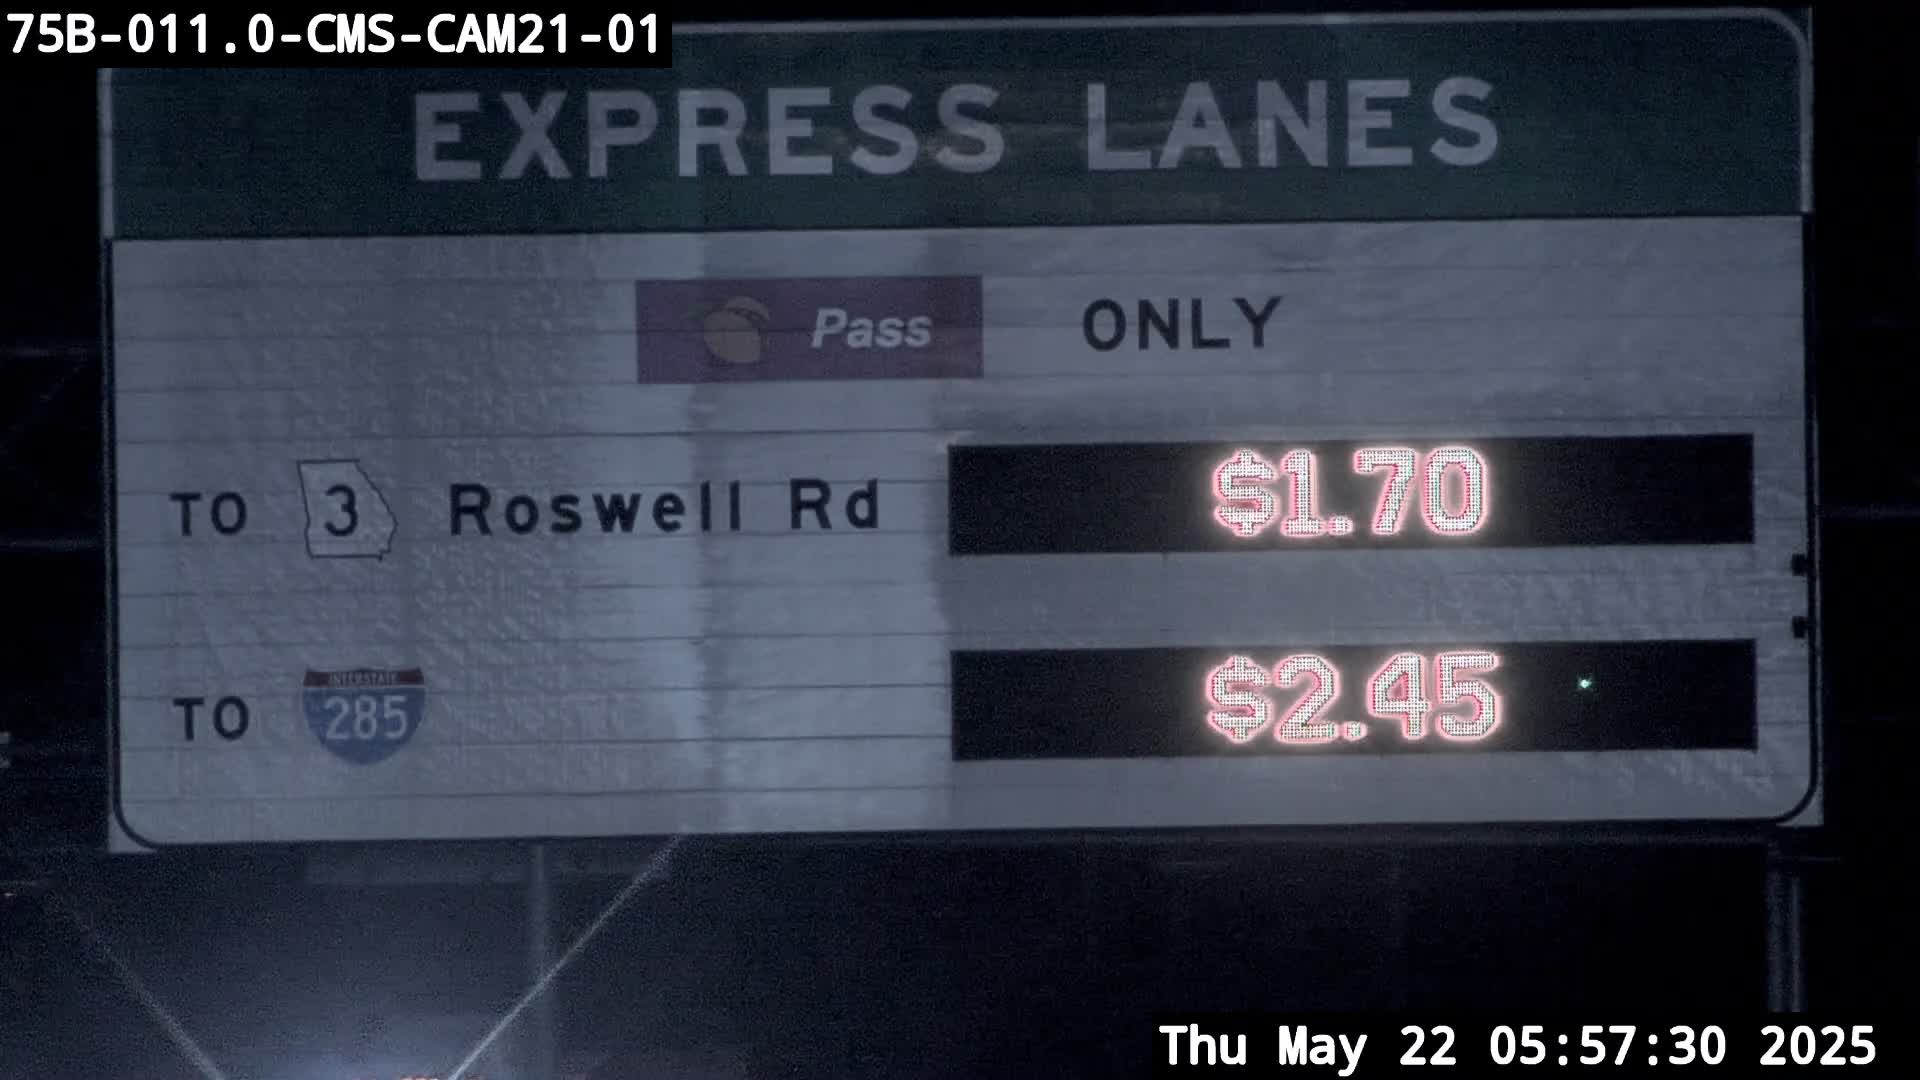 75B-011.0-CMS-CAM21-01
EXPRESS LANES
Pass ONLY
TO 3 Roswell Rd $1.70
TO INTERSTATE 285 $2.45
Thu May 22 05:57:30 2025